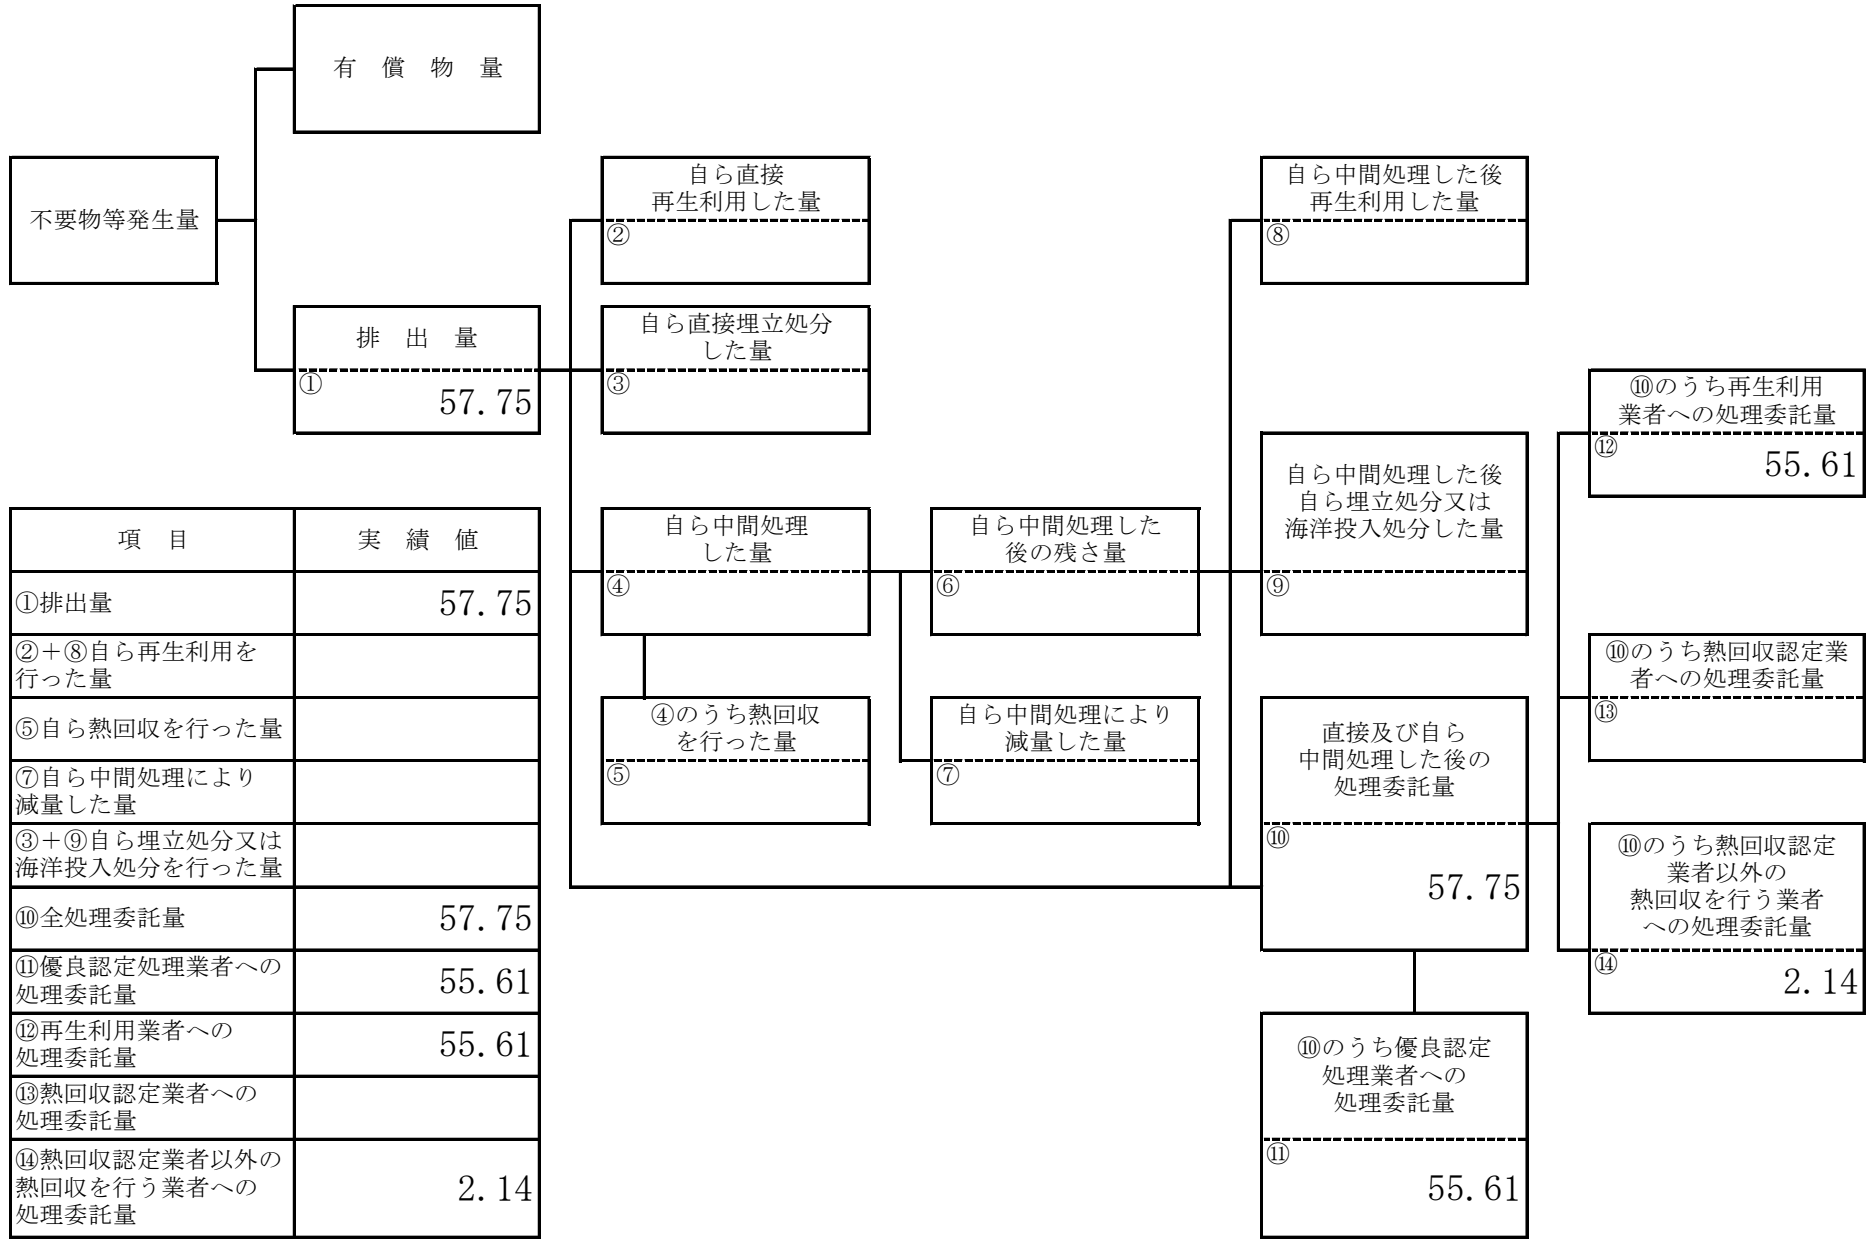 有 償 物 量
不要物等発生量
排 出 量
①
57.75
自ら直接
再生利用した量
②
自ら直接埋立処分
した量
③
自ら中間処理
した量
④
④のうち熱回収
を行った量
⑤
自ら中間処理した
後の残さ量
⑥
自ら中間処理により
減量した量
⑦
自ら中間処理した後
再生利用した量
⑧
自ら中間処理した後
自ら埋立処分又は
海洋投入処分した量
⑨
直接及び自ら
中間処理した後の
処理委託量
⑩
57.75
⑩のうち優良認定
処理業者への
処理委託量
⑪
55.61
⑩のうち再生利用
業者への処理委託量
⑫
55.61
⑩のうち熱回収認定業
者への処理委託量
⑬
⑩のうち熱回収認定
業者以外の
熱回収を行う業者
への処理委託量
⑭
2.14
項 目 実 績 値
①排出量 57.75
②＋⑧自ら再生利用を
行った量
⑤自ら熱回収を行った量
⑦自ら中間処理により
減量した量
③＋⑨自ら埋立処分又は
海洋投入処分を行った量
⑩全処理委託量 57.75
⑪優良認定処理業者への
処理委託量 55.61
⑫再生利用業者への
処理委託量 55.61
⑬熱回収認定業者への
処理委託量
⑭熱回収認定業者以外の
熱回収を行う業者への 2.14
処理委託量